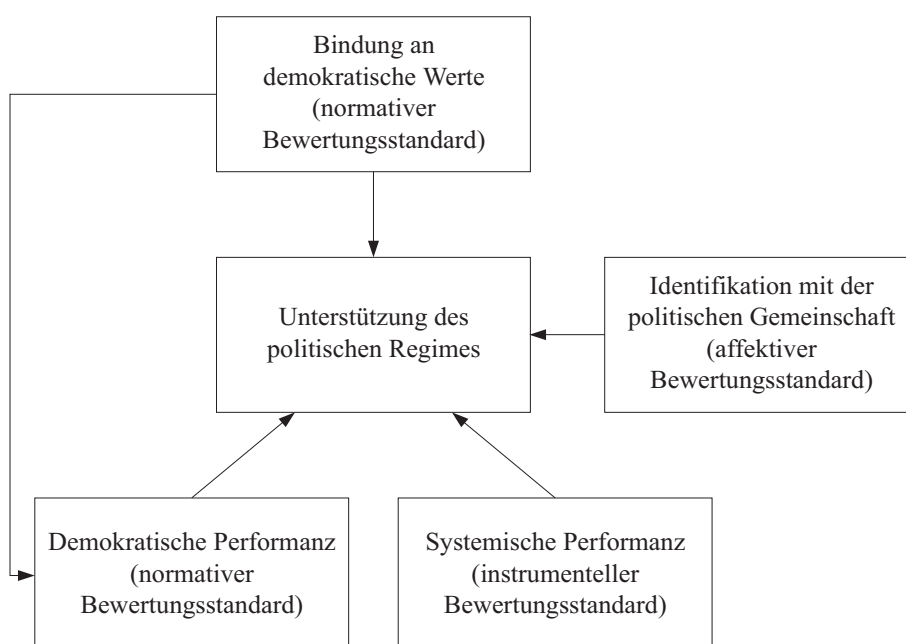 Bindung an
demokratische Werte
(normativer
Bewertungsstandard)
Unterstützung des
politischen Regimes
Identifikation mit der
politischen Gemeinschaft
(affektiver
Bewertungsstandard)
Demokratische Performanz
(normativer
Bewertungsstandard)
Systemische Performanz
(instrumenteller
Bewertungsstandard)